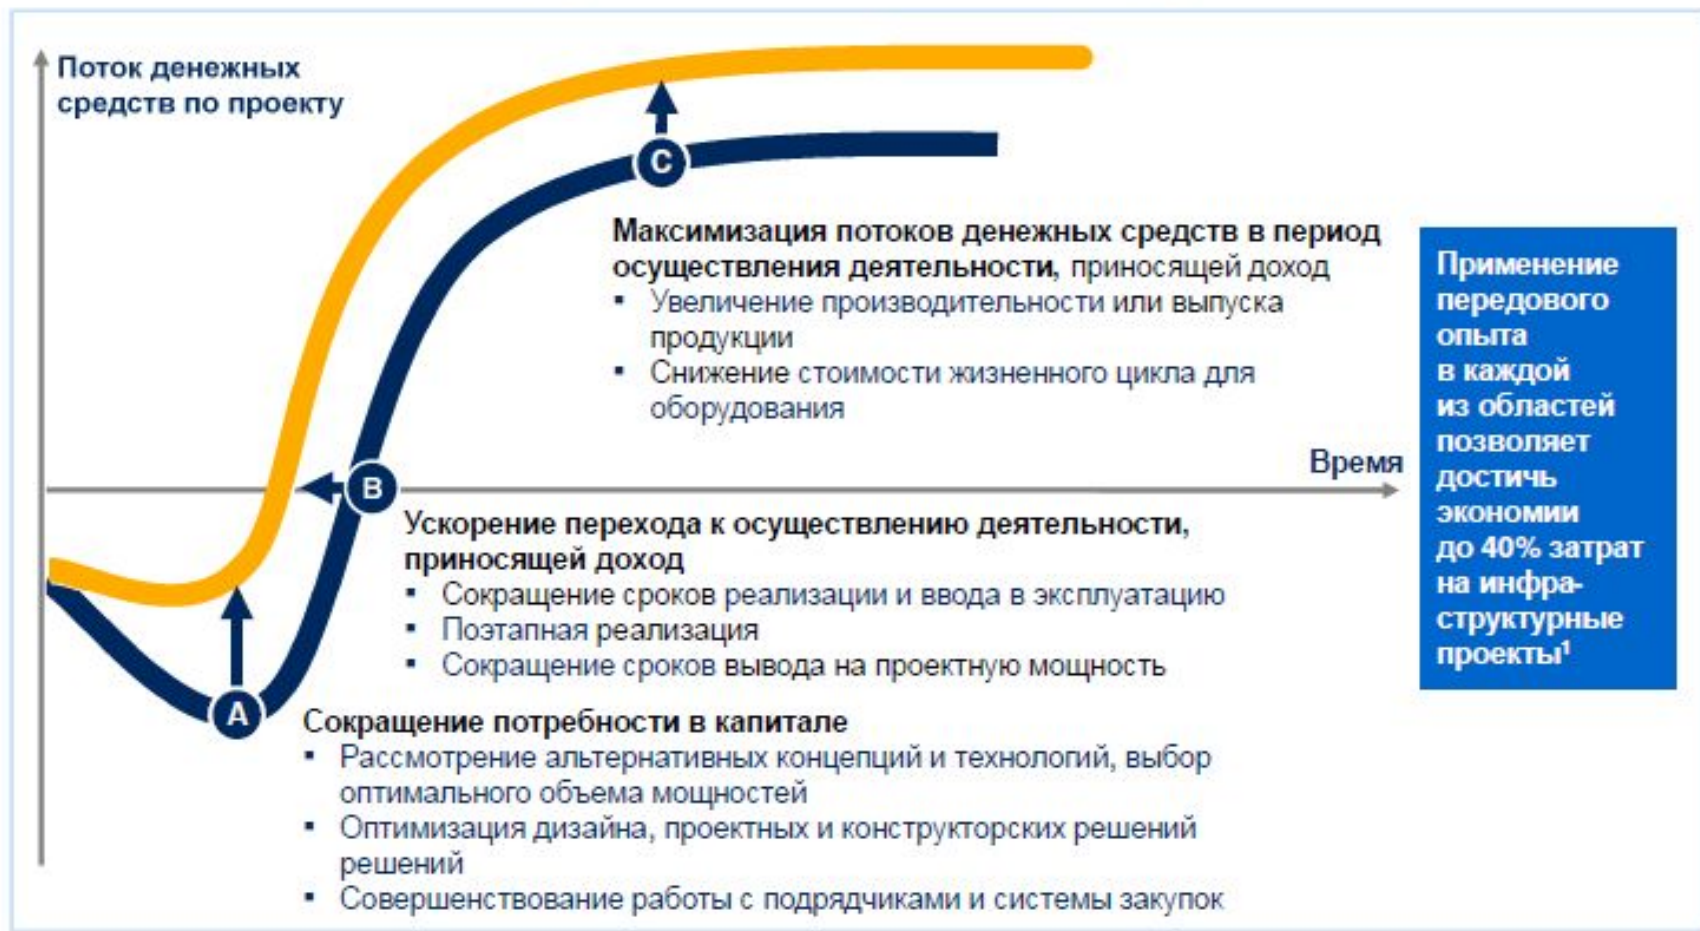 Поток денежных
средств по проекту
C
Максимизация потоков денежных средств в период
осуществления деятельности, приносящей доход
▪ Увеличение производительности или выпуска
продукции
▪ Снижение стоимости жизненного цикла для
оборудования
Время
B
Ускорение перехода к осуществлению деятельности,
приносящей доход
▪ Сокращение сроков реализации и ввода в эксплуатацию
▪ Поэтапная реализация
▪ Сокращение сроков вывода на проектную мощность
A
Сокращение потребности в капитале
▪ Рассмотрение альтернативных концепций и технологий, выбор
оптимального объема мощностей
▪ Оптимизация дизайна, проектных и конструкторских решений
решений
▪ Совершенствование работы с подрядчиками и системы закупок
Применение
передового
опыта
в каждой
из областей
позволяет
достичь
экономии
до 40% затрат
на инфра-
структурные
проекты¹